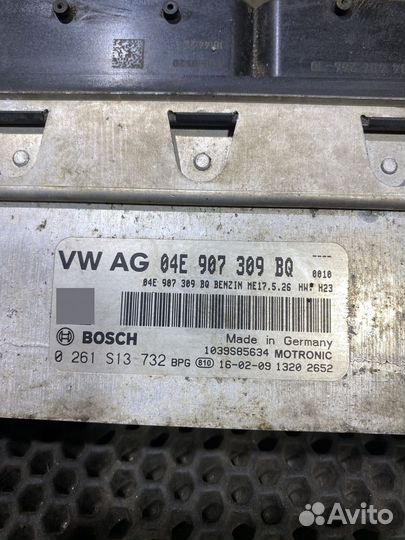 VW AG 04E 907 309 BQ ----
0010
04E 907 309 BQ BENZIN ME17.5.26 HW: H23
BOSCH
Made in Germany
1039S85634 MOTRONIC
0 261 S13 732 BPG 810 16-02-09 1320 2652
Avito